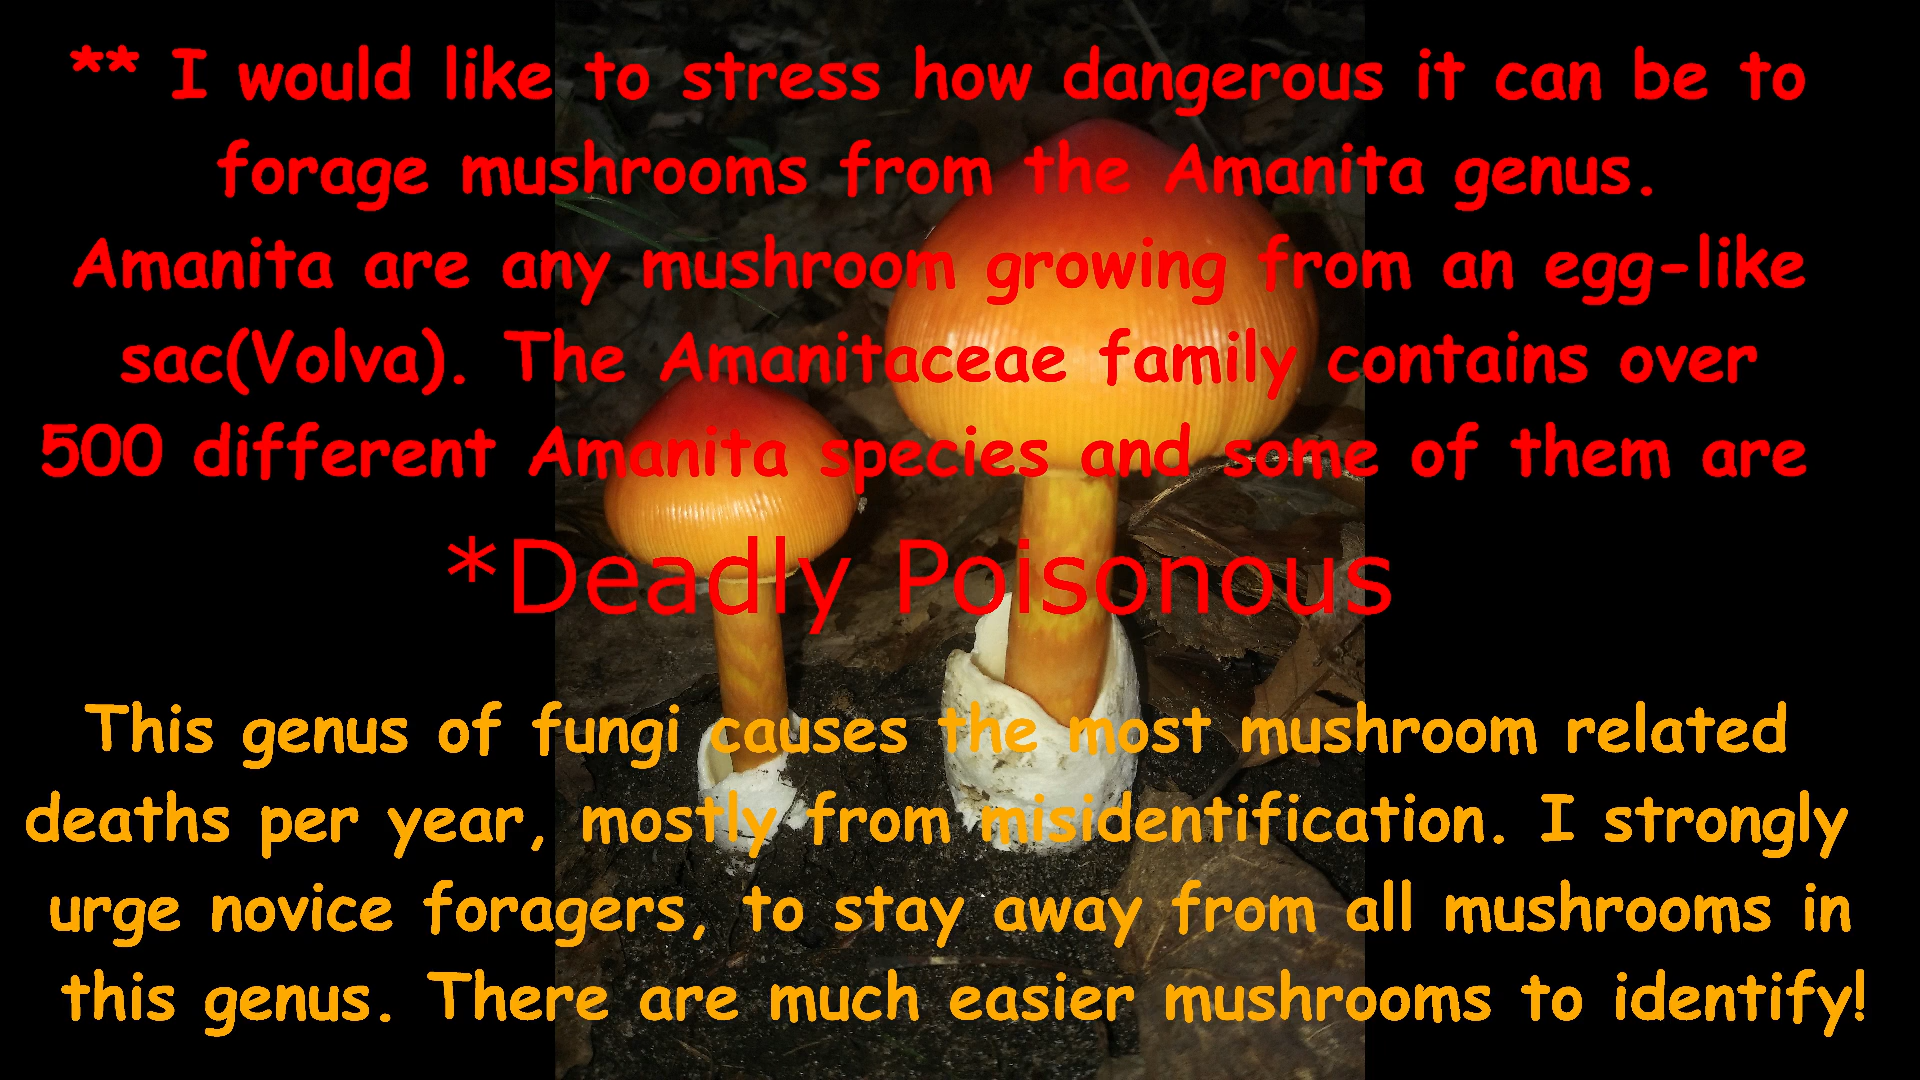 ** I would like to stress how dangerous it can be to
forage mushrooms from the Amanita genus.
Amanita are any mushroom growing from an egg-like
sac(Volva). The Amanitaceae family contains over
500 different Amanita species and some of them are
*Deadly Poisonous
This genus of fungi causes the most mushroom related
deaths per year, mostly from misidentification. I strongly
urge novice foragers, to stay away from all mushrooms in
this genus. There are much easier mushrooms to identify!